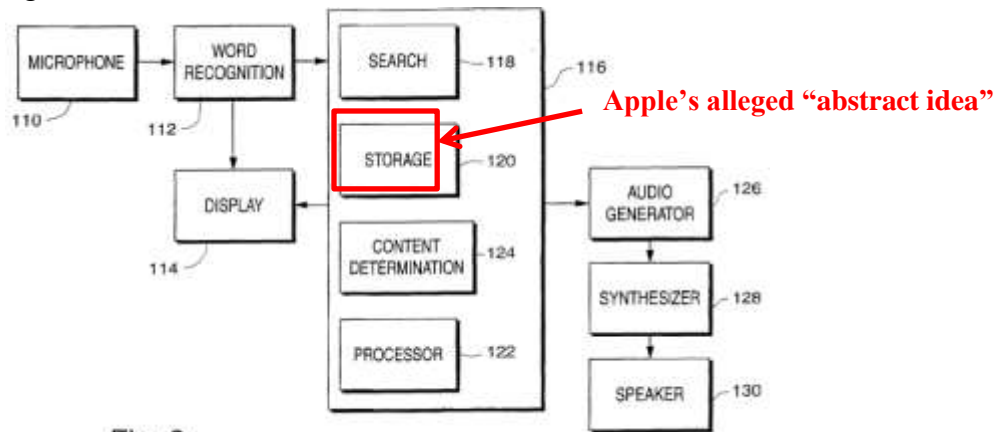 MICROPHONE
110
WORD
RECOGNITION
112
DISPLAY
114
SEARCH
118
116
Apple’s alleged “abstract idea”
STORAGE
120
CONTENT
DETERMINATION
124
PROCESSOR
122
AUDIO
GENERATOR
126
SYNTHESIZER
128
SPEAKER
130